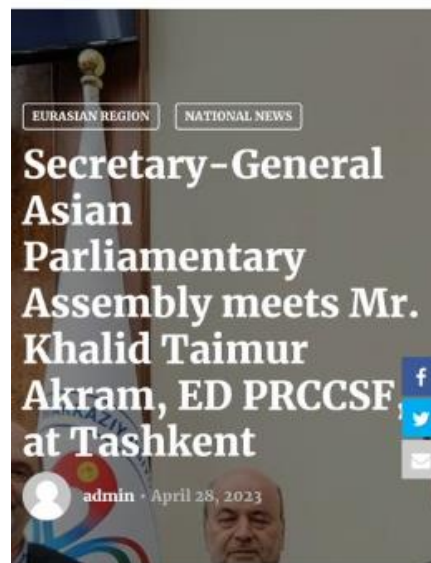 EURASIAN REGION NATIONAL NEWS
Secretary-General
Asian
Parliamentary
Assembly meets Mr.
Khalid Taimur
Akram, ED PRCCSF,
at Tashkent
admin · April 28, 2023